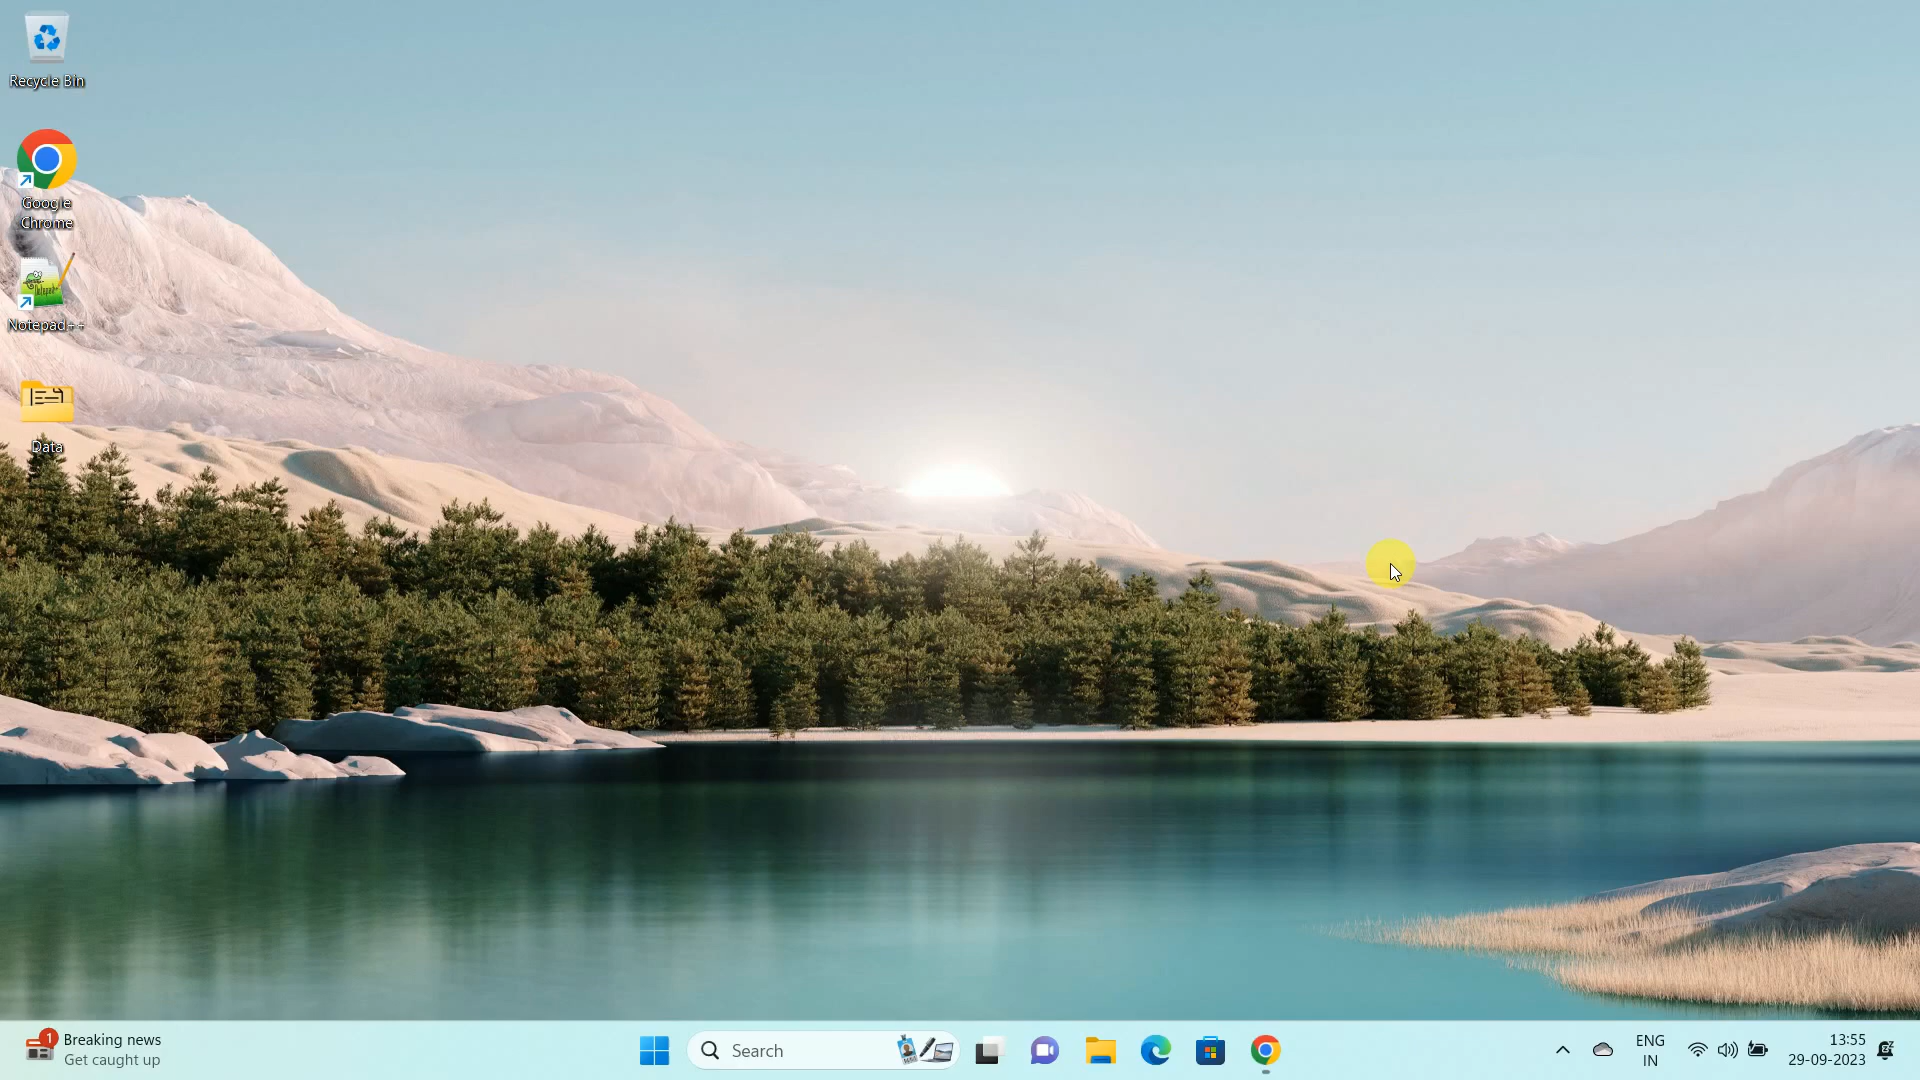 Recycle Bin
Google
Chrome
Notepad++
Data
1
Breaking news
Get caught up
Search
ENG
IN
13:55
29-09-2023